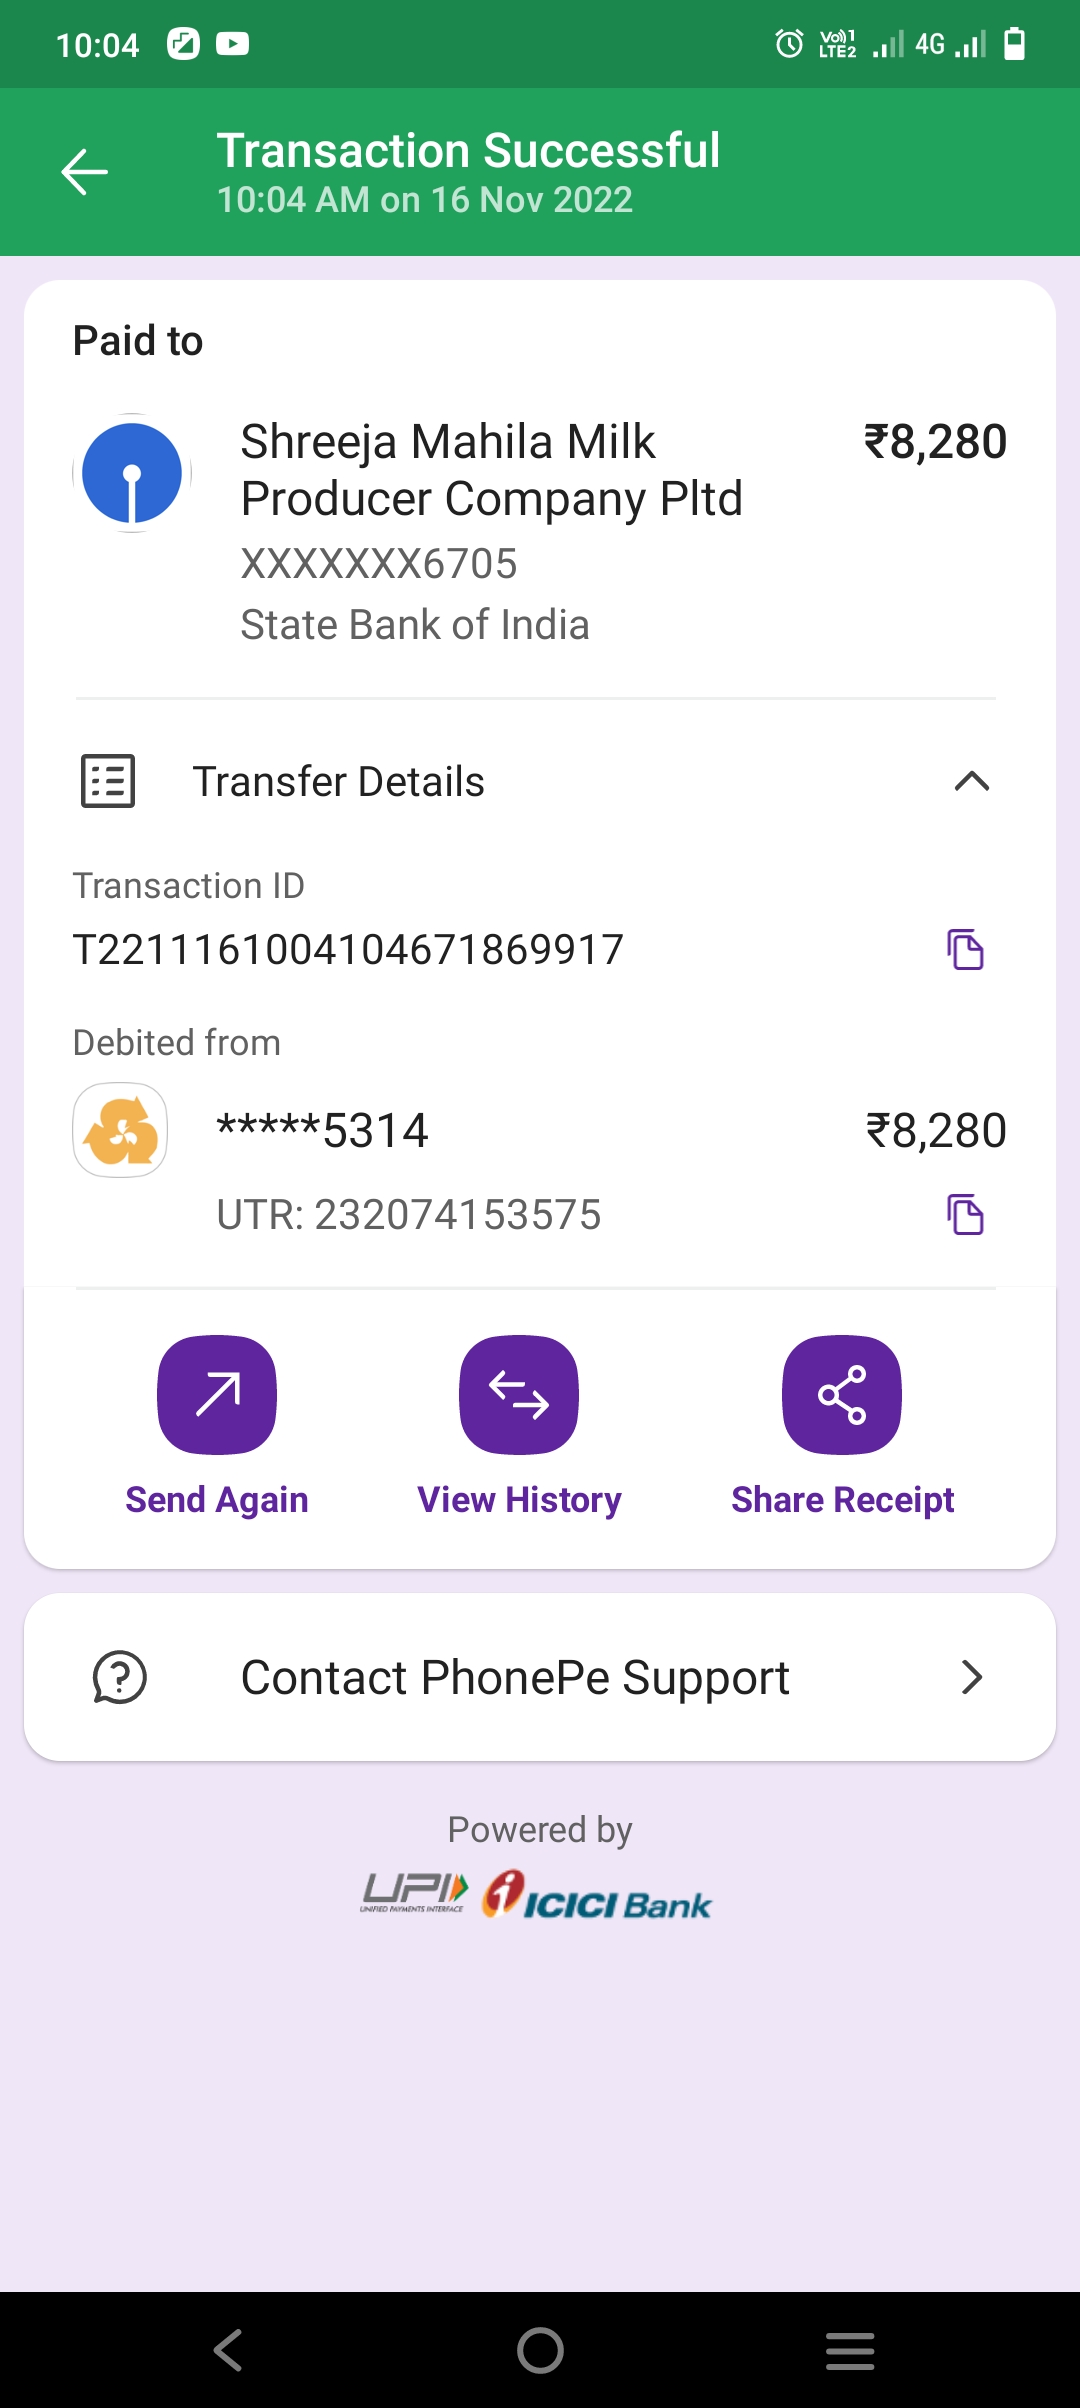 10:04
Vo))1
LTE2
4G
Transaction Successful
10:04 AM on 16 Nov 2022
Paid to
Shreeja Mahila Milk ₹8,280
Producer Company Pltd
XXXXXXX6705
State Bank of India
Transfer Details
Transaction ID
T2211161004104671869917
Debited from
*****5314 ₹8,280
UTR: 232074153575
Send Again View History Share Receipt
Contact PhonePe Support
Powered by
UPI ICICI Bank
UNIFIED PAYMENTS INTERFACE